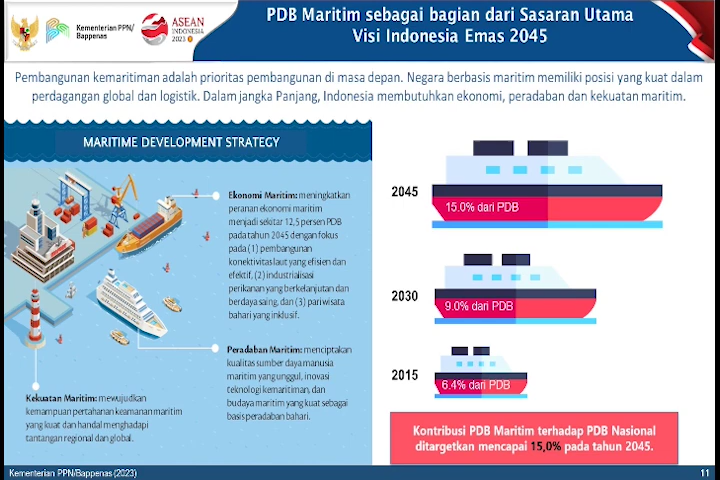 Kementerian PPN/
Bappenas
ASEAN
INDONESIA
2023
PDB Maritim sebagai bagian dari Sasaran Utama
Visi Indonesia Emas 2045
Pembangunan kemaritiman adalah prioritas pembangunan di masa depan. Negara berbasis maritim memiliki posisi yang kuat dalam
perdagangan global dan logistik. Dalam jangka Panjang, Indonesia membutuhkan ekonomi, peradaban dan kekuatan maritim.
MARITIME DEVELOPMENT STRATEGY
Ekonomi Maritim: meningkatkan
peranan ekonomi maritim
menjadi sekitar 12,5 persen PDB
pada tahun 2045 dengan fokus
pada (1) pembangunan
konektivitas laut yang efisien dan
efektif, (2) industrialisasi
perikanan yang berkelanjutan dan
berdaya saing, dan (3) pariwisata
bahari yang inklusif.
Peradaban Maritim: menciptakan
kualitas sumber daya manusia
maritim yang unggul, inovasi
teknologi kemaritiman, dan
budaya maritim yang kuat sebagai
basis peradaban bahari.
Kekuatan Maritim: mewujudkan
kemampuan pertahanan keamanan maritim
yang kuat dan handal menghadapi
tantangan regional dan global.
2045
15.0% dari PDB
2030
9.0% dari PDB
2015
6.4% dari PDB
Kontribusi PDB Maritim terhadap PDB Nasional
ditargetkan mencapai 15,0% pada tahun 2045.
Kementerian PPN/Bappenas (2023)
11